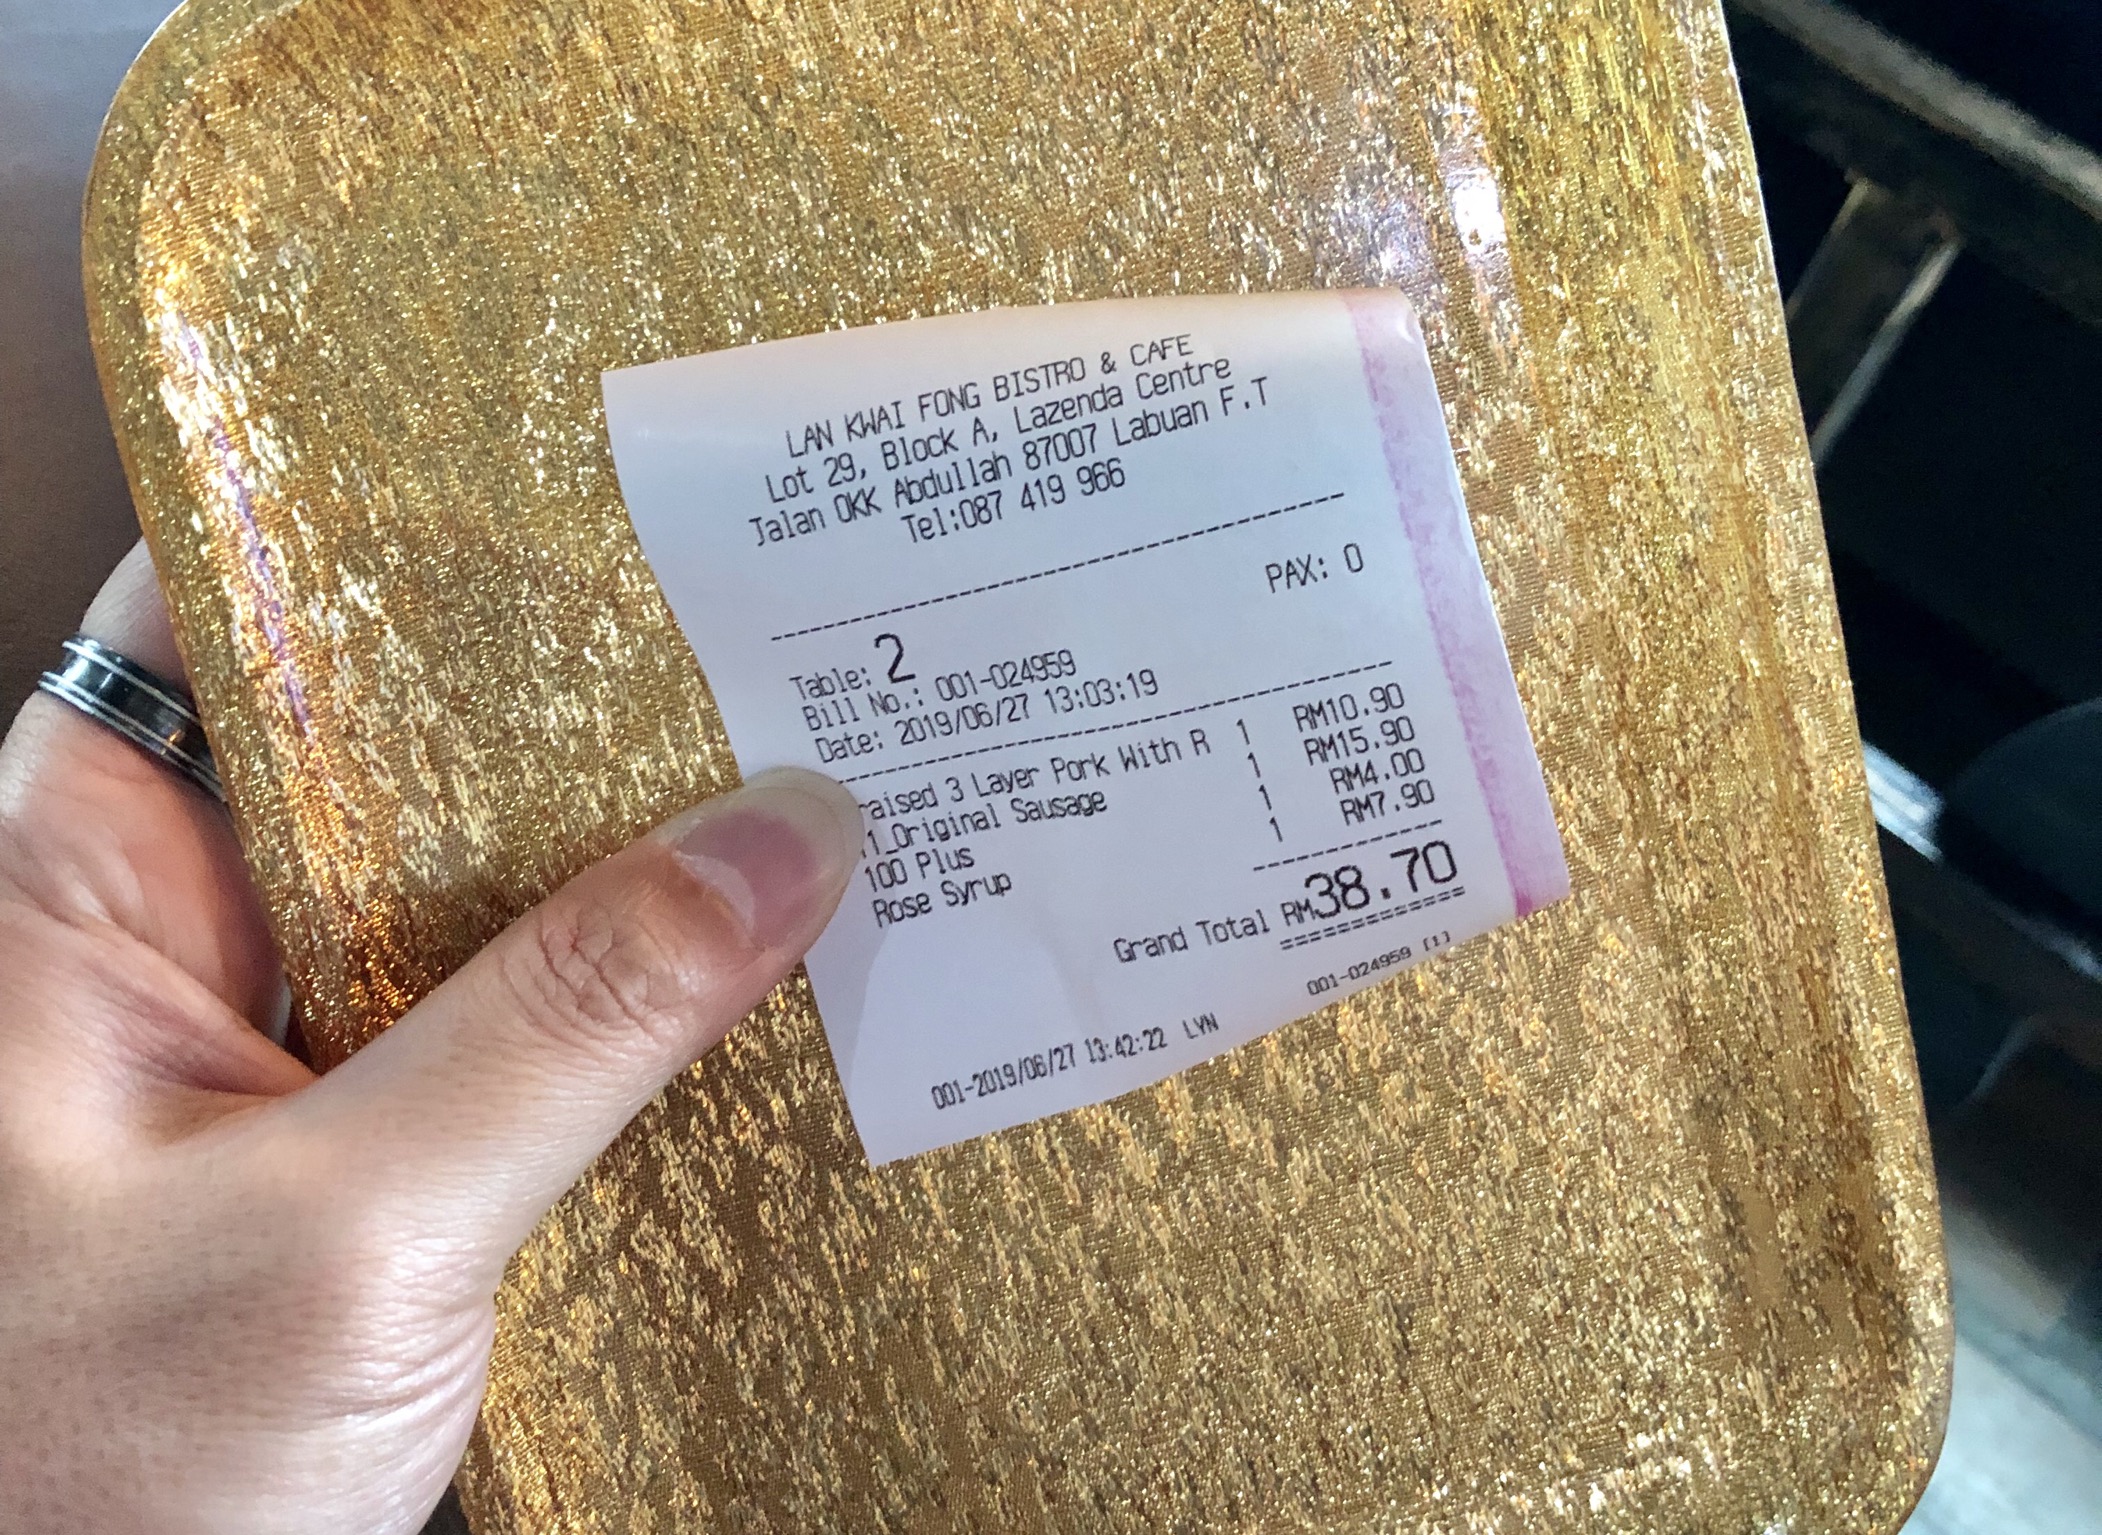 LAN KWAI FONG BISTRO & CAFE
Lot 29, Block A, Lazenda Centre
Jalan OKK Abdullah 87007 Labuan F.T
Tel:087 419 966
PAX: 0
Table: 2
Bill No.: 001-024959
Date: 2019/06/27 13:03:19
raised 3 Layer Pork With R 1 RM10.90
1_Original Sausage 1 RM15.90
100 Plus 1 RM4.00
Rose Syrup 1 RM7.90
Grand Total RM38.70
001-024959 [1]
001-2019/06/27 13:42:22 LYN